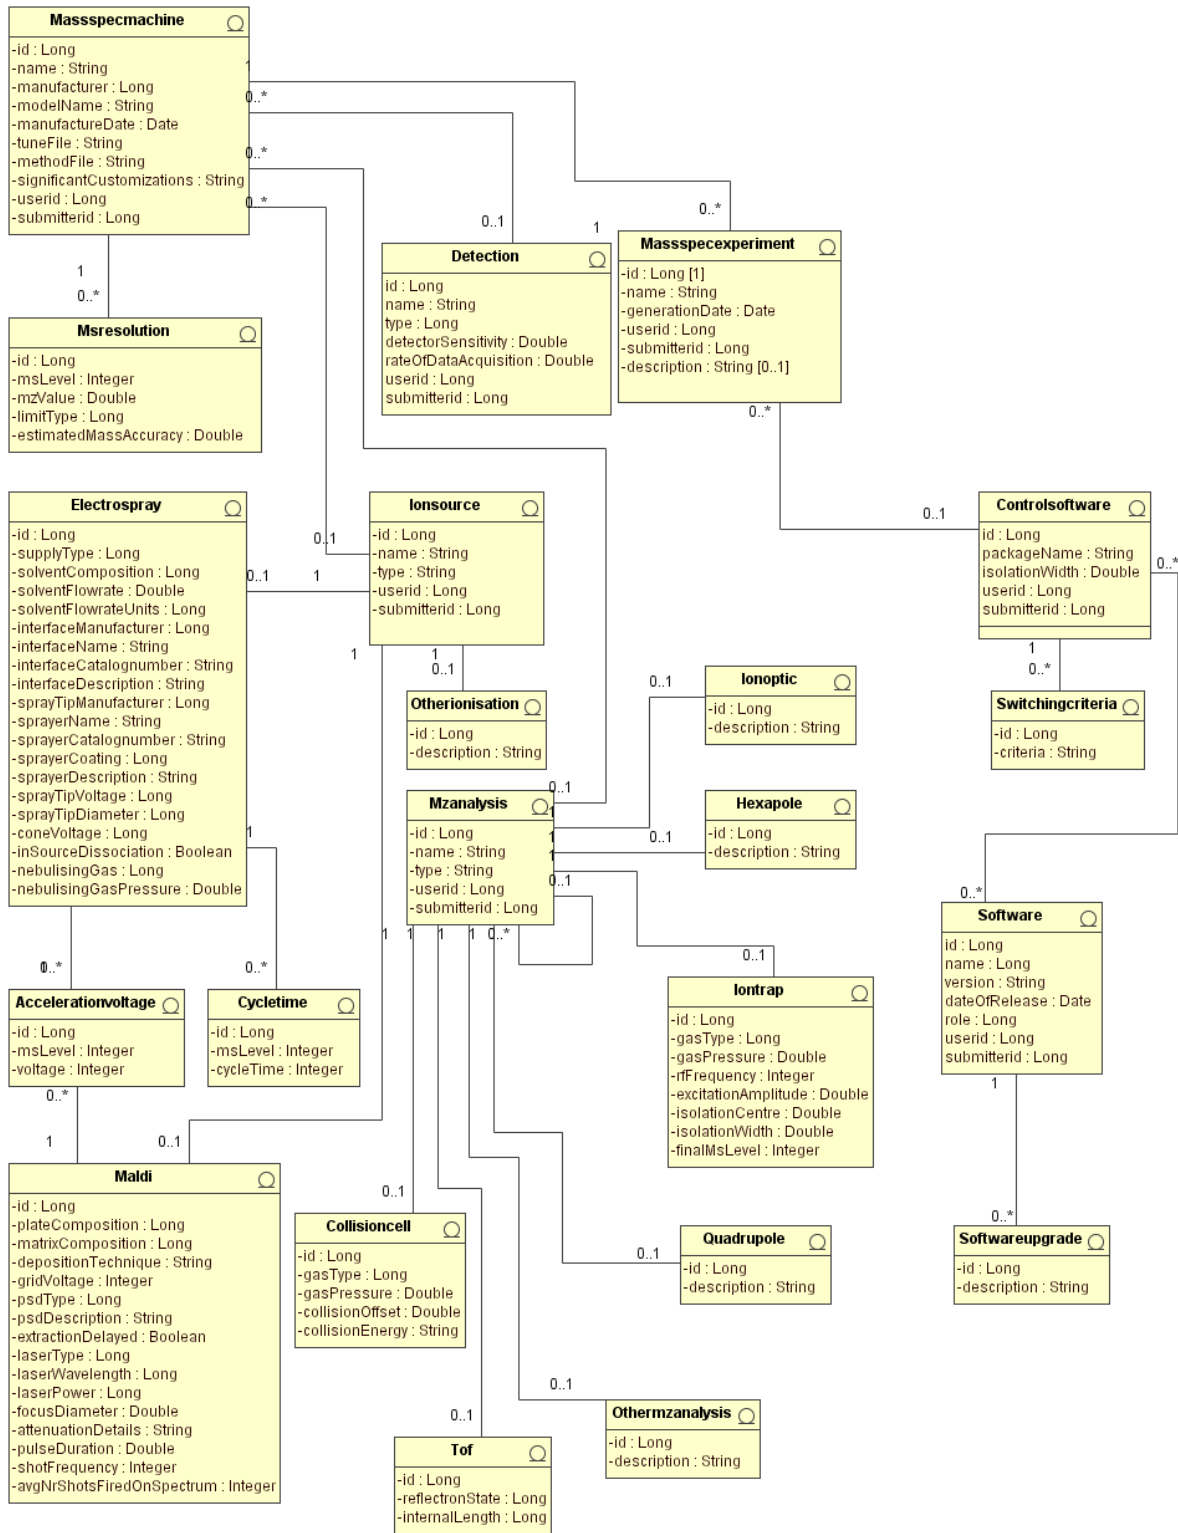 Massspecmachine
-id : Long
-name : String
-manufacturer : Long
-modelName : String
-manufactureDate : Date
-tuneFile : String
-methodFile : String
-significantCustomizations : String
-userid : Long
-submitterid : Long
1
0..*
0..*
0..*
1
0..*
0..1
1
0..*
Msresolution
-id : Long
-msLevel : Integer
-mzValue : Double
-limitType : Long
-estimatedMassAccuracy : Double
Detection
id : Long
name : String
type : Long
detectorSensitivity : Double
rateOfDataAcquisition : Double
userid : Long
submitterid : Long
Massspecexperiment
-id : Long [1]
-name : String
-generationDate : Date
-userid : Long
-submitterid : Long
-description : String [0..1]
0..*
0..1
Electrospray
-id : Long
-supplyType : Long
-solventComposition : Long
-solventFlowrate : Double
-solventFlowrateUnits : Long
-interfaceManufacturer : Long
-interfaceName : String
-interfaceCatalognumber : String
-interfaceDescription : String
-sprayTipManufacturer : Long
-sprayerName : String
-sprayerCatalognumber : String
-sprayerCoating : Long
-sprayerDescription : String
-sprayTipVoltage : Long
-sprayTipDiameter : Long
-coneVoltage : Long
-inSourceDissociation : Boolean
-nebulisingGas : Long
-nebulisingGasPressure : Double
0..1
0..1
1
Ionsource
-id : Long
-name : String
-type : String
-userid : Long
-submitterid : Long
1
1
0..1
Controlsoftware
id : Long
packageName : String
isolationWidth : Double
userid : Long
submitterid : Long
0..*
1
0..*
Otherionisation
-id : Long
-description : String
0..1
Ionoptic
-id : Long
-description : String
Switchingcriteria
-id : Long
-criteria : String
Mzanalysis
-id : Long
-name : String
-type : String
-userid : Long
-submitterid : Long
0..1
1
1
1
0..1
0..1
Hexapole
-id : Long
-description : String
1
1
1
1
1
0..*
0..1
1
0..*
0..*
0..*
Software
id : Long
name : Long
version : String
dateOfRelease : Date
role : Long
userid : Long
submitterid : Long
1
Accelerationvoltage
-id : Long
-msLevel : Integer
-voltage : Integer
Cycletime
-id : Long
-msLevel : Integer
-cycleTime : Integer
Iontrap
-id : Long
-gasType : Long
-gasPressure : Double
-rfFrequency : Integer
-excitationAmplitude : Double
-isolationCentre : Double
-isolationWidth : Double
-finalMsLevel : Integer
0..*
1
0..1
Maldi
-id : Long
-plateComposition : Long
-matrixComposition : Long
-depositionTechnique : String
-gridVoltage : Integer
-psdType : Long
-psdDescription : String
-extractionDelayed : Boolean
-laserType : Long
-laserWavelength : Long
-laserPower : Long
-focusDiameter : Double
-attenuationDetails : String
-pulseDuration : Double
-shotFrequency : Integer
-avgNrShotsFiredOnSpectrum : Integer
0..1
Collisioncell
-id : Long
-gasType : Long
-gasPressure : Double
-collisionOffset : Double
-collisionEnergy : String
0..1
Quadrupole
-id : Long
-description : String
0..*
Softwareupgrade
-id : Long
-description : String
0..1
Othermzanalysis
-id : Long
-description : String
0..1
Tof
-id : Long
-reflectronState : Long
-internalLength : Long